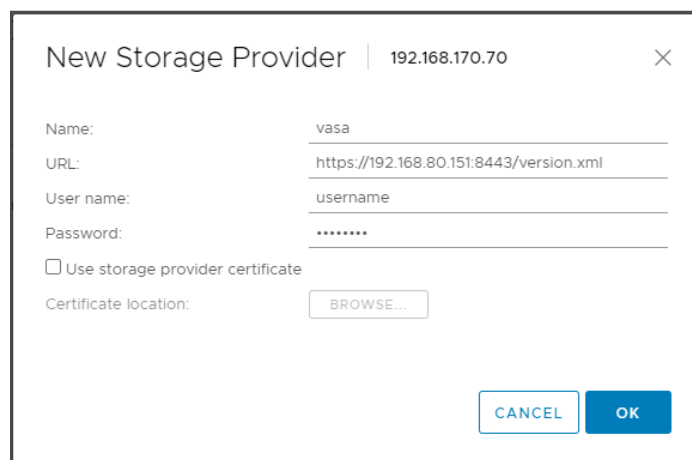 New Storage Provider | 192.168.170.70
Name: vasa
URL: https://192.168.80.151:8443/version.xml
User name: username
Password: ••••••••
Use storage provider certificate
Certificate location: BROWSE...
CANCEL OK